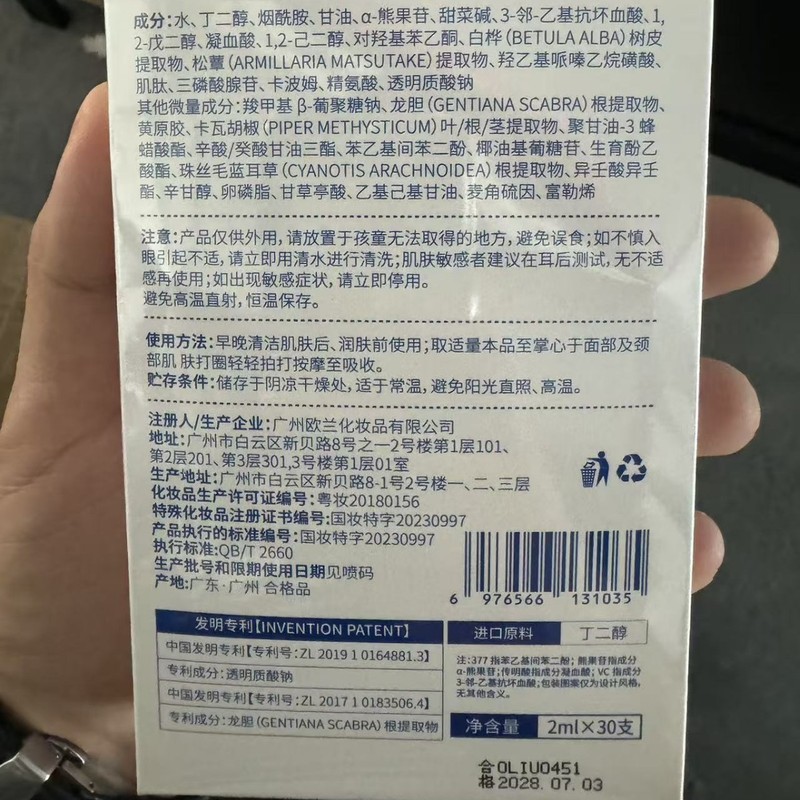 成分:水、丁二醇、烟酰胺、甘油、α-熊果苷、甜菜碱、3-邻-乙基抗坏血酸、1,
2-戊二醇、凝血酸、1,2-己二醇、对羟基苯乙酮、白桦(BETULA ALBA)树皮
提取物、松蕈(ARMILLARIA MATSUTAKE)提取物、羟乙基哌嗪乙烷磺酸、
肌肽、三磷酸腺苷、卡波姆、精氨酸、透明质酸钠
其他微量成分:羧甲基 β-葡聚糖钠、龙胆(GENTIANA SCABRA)根提取物、
黄原胶、卡瓦胡椒(PIPER METHYSTICUM)叶/根/茎提取物、聚甘油-3 蜂
蜡酸酯、辛酸/癸酸甘油三酯、苯乙基间苯二酚、椰油基葡糖苷、生育酚乙
酸酯、珠丝毛蓝耳草(CYANOTIS ARACHNOIDEA)根提取物、异壬酸异壬
酯、辛甘醇、卵磷脂、甘草亭酸、乙基己基甘油、麦角硫因、富勒烯
注意:产品仅供外用,请放置于孩童无法取得的地方,避免误食;如不慎入
眼引起不适,请立即用清水进行清洗;肌肤敏感者建议在耳后测试,无不适
感再使用;如出现敏感症状,请立即停用。
避免高温直射,恒温保存。
使用方法:早晚清洁肌肤后、润肤前使用;取适量本品至掌心于面部及颈
部肌 肤打圈轻轻拍打按摩至吸收。
贮存条件:储存于阴凉干燥处,适于常温,避免阳光直照、高温。
注册人/生产企业:广州欧兰化妆品有限公司
地址:广州市白云区新贝路8号之一2号楼第1层101、
第2层201、第3层301,3号楼第1层01室
生产地址:广州市白云区新贝路8-1号2号楼一、二、三层
化妆品生产许可证编号:粤妆20180156
特殊化妆品注册证书编号:国妆特字20230997
产品执行的标准编号:国妆特字20230997
执行标准:QB/T 2660
生产批号和限期使用日期见喷码
产地:广东·广州 合格品
6 976566 131035
发明专利【INVENTION PATENT】
中国发明专利【专利号:ZL 2019 1 0164881.3】
专利成分:透明质酸钠
中国发明专利【专利号:ZL 2017 1 0183506.4】
专利成分:龙胆(GENTIANA SCABRA)根提取物
进口原料 丁二醇
注:377 指苯乙基间苯二酚;熊果苷指成分
α-熊果苷;传明酸指成分凝血酸;VC 指成分
3-邻-乙基抗坏血酸;包装图案仅为设计风格,
无其他含义。
净含量 2ml×30支
合OLIU0451
格2028.07.03